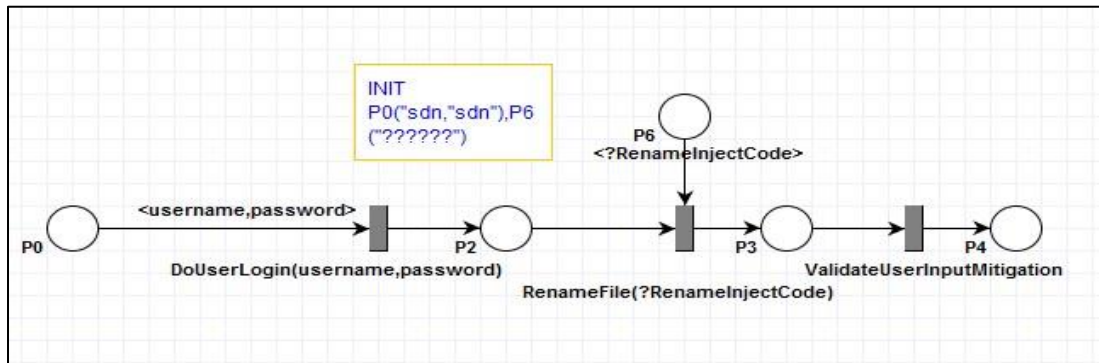 INIT
P0("sdn,"sdn"),P6
("??????")
P6
<?RenameInjectCode>
<username,password>
P0
P2
P3
P4
DoUserLogin(username,password)
ValidateUserInputMitigation
RenameFile(?RenameInjectCode)